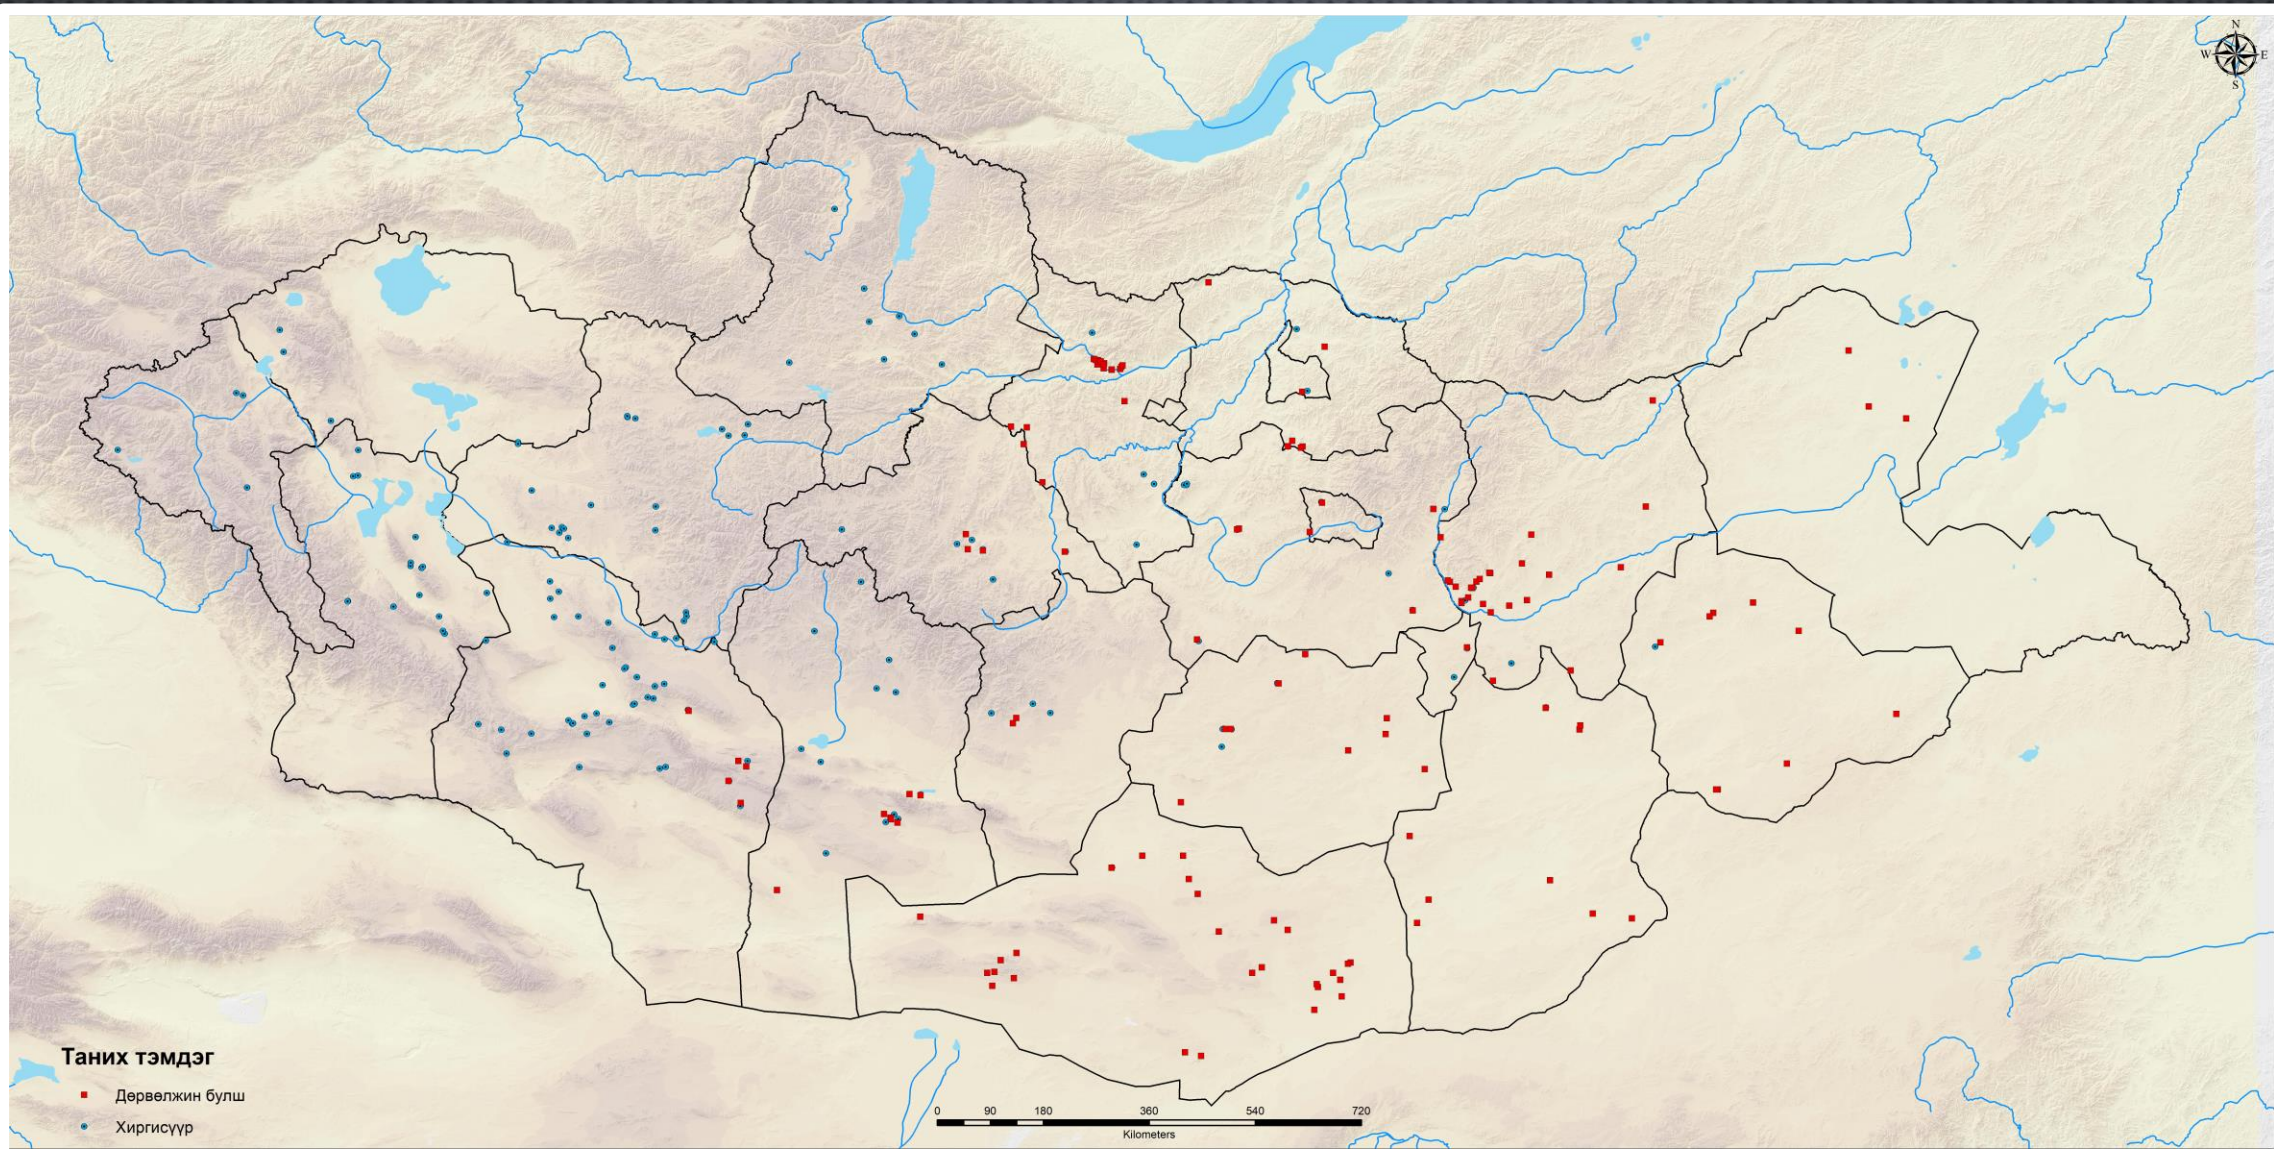 N
W E
S
Таних тэмдэг
Дөрвөлжин булш
Хиргисүүр
0 90 180 360 540 720
Kilometers